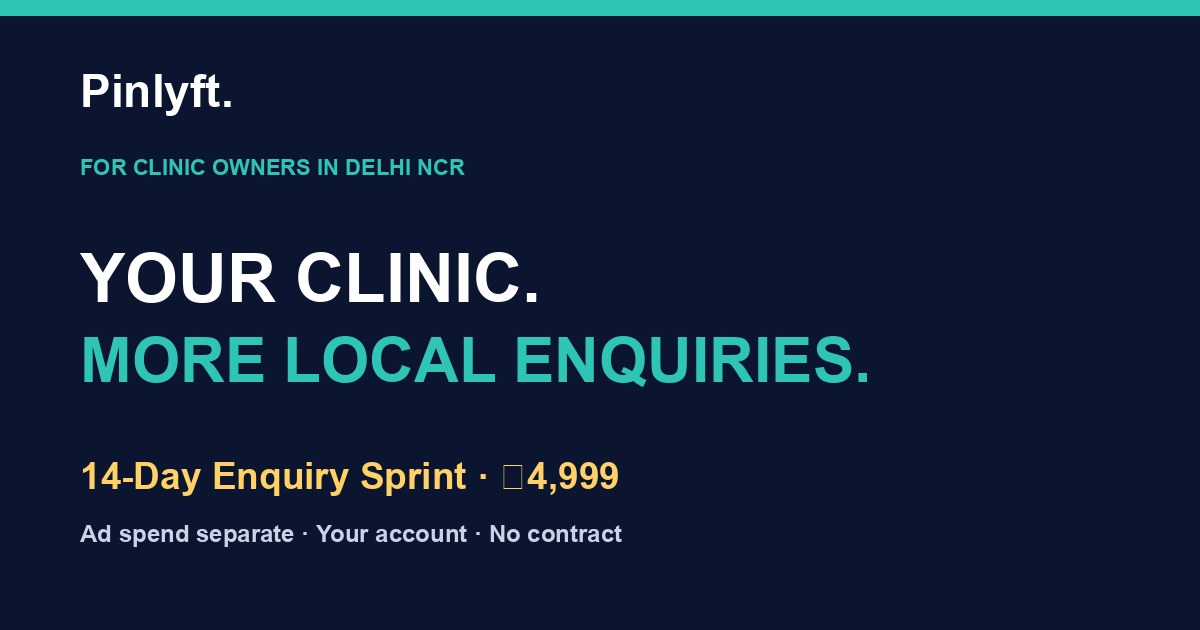 Pinlyft.
FOR CLINIC OWNERS IN DELHI NCR
YOUR CLINIC.
MORE LOCAL ENQUIRIES.
14-Day Enquiry Sprint · □4,999
Ad spend separate · Your account · No contract